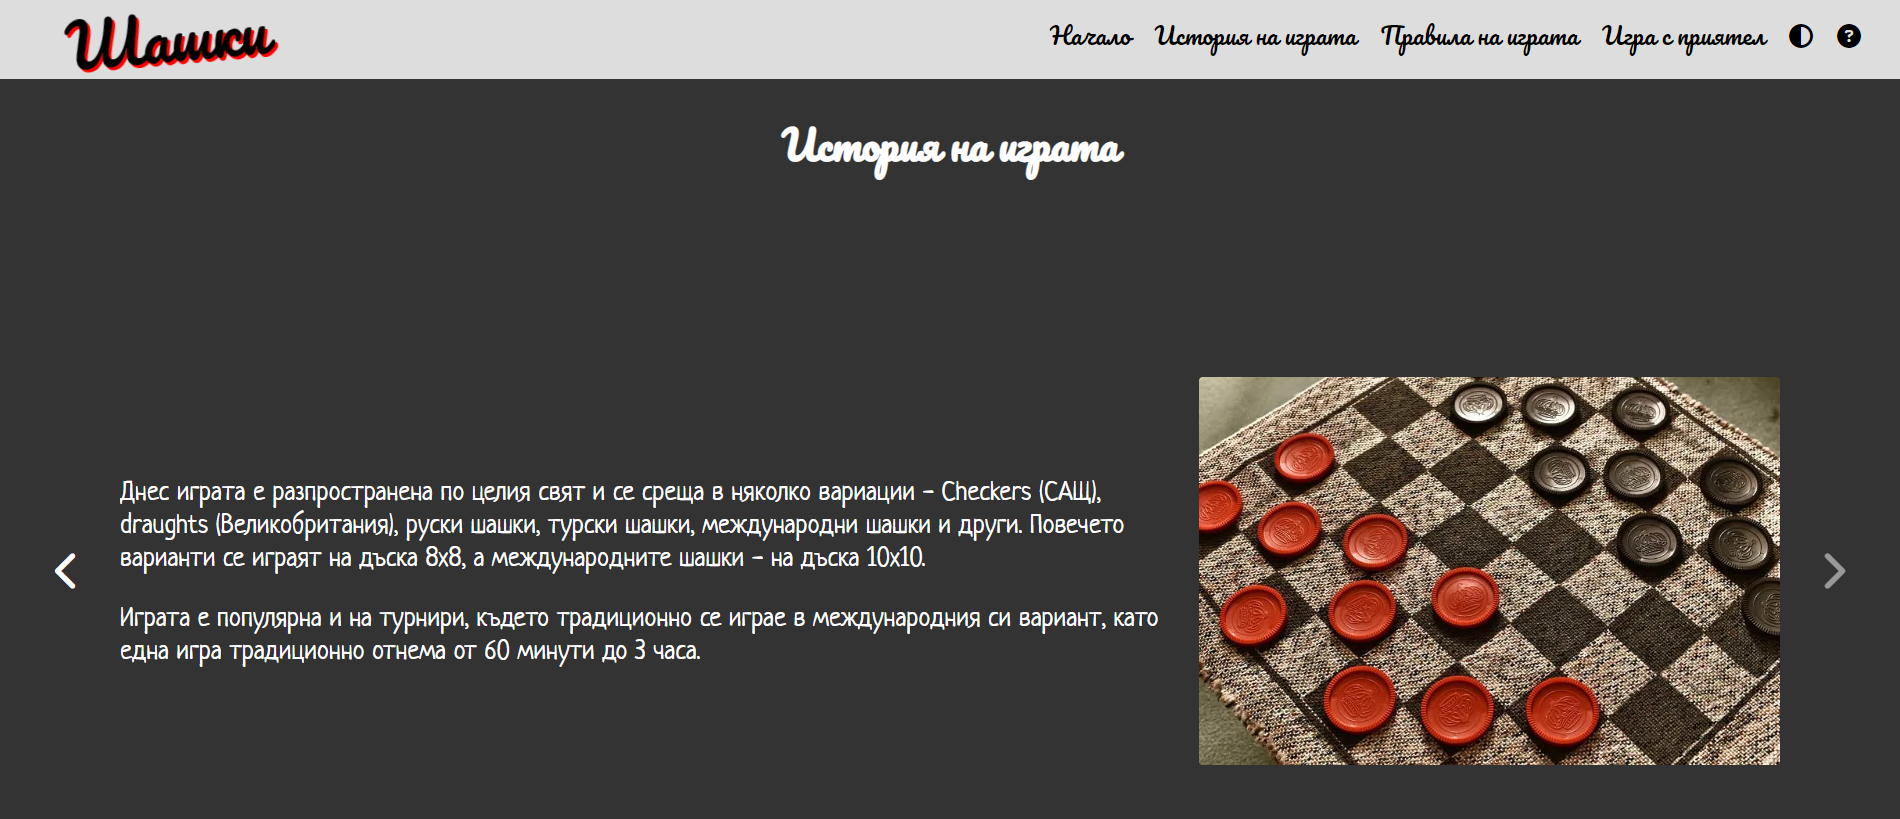 Шашки
Начало История на играта Правила на играта Игра с приятел
История на играта
Днес играта е разпространена по целия свят и се среща в няколко вариации - Checkers (САЩ),
draughts (Великобритания), руски шашки, турски шашки, международни шашки и други. Повечето
варианти се играят на дъска 8x8, а международните шашки - на дъска 10x10.
Играта е популярна и на турнири, където традиционно се играе в международния си вариант, като
една игра традиционно отнема от 60 минути до 3 часа.